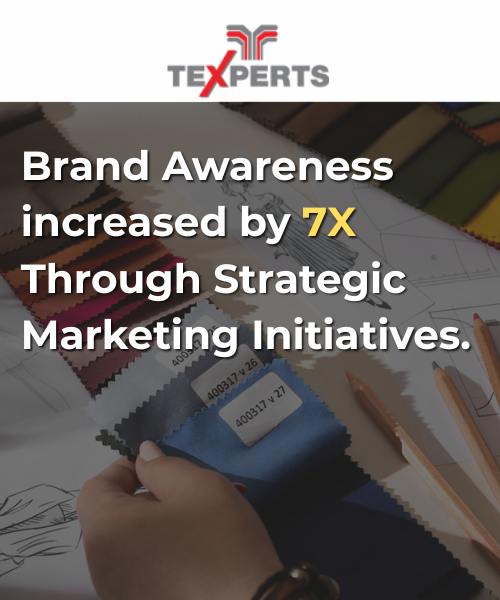 TEXPERTS
Brand Awareness
increased by 7X
Through Strategic
Marketing Initiatives.
400317 v 26
400317 v 27